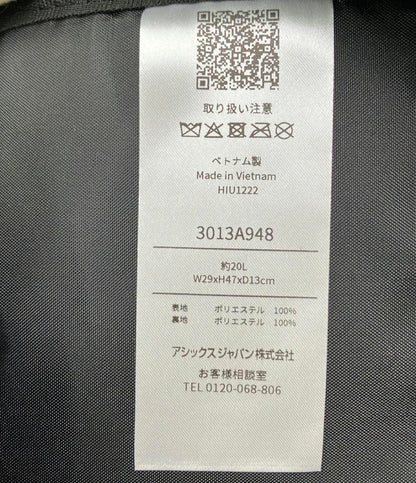 取り扱い注意
ベトナム製
Made in Vietnam
HIU1222
3013A948
約20L
W29xH47xD13cm
表地 ポリエステル 100%
裏地 ポリエステル 100%
アシックスジャパン株式会社
お客様相談室
TEL 0120-068-806